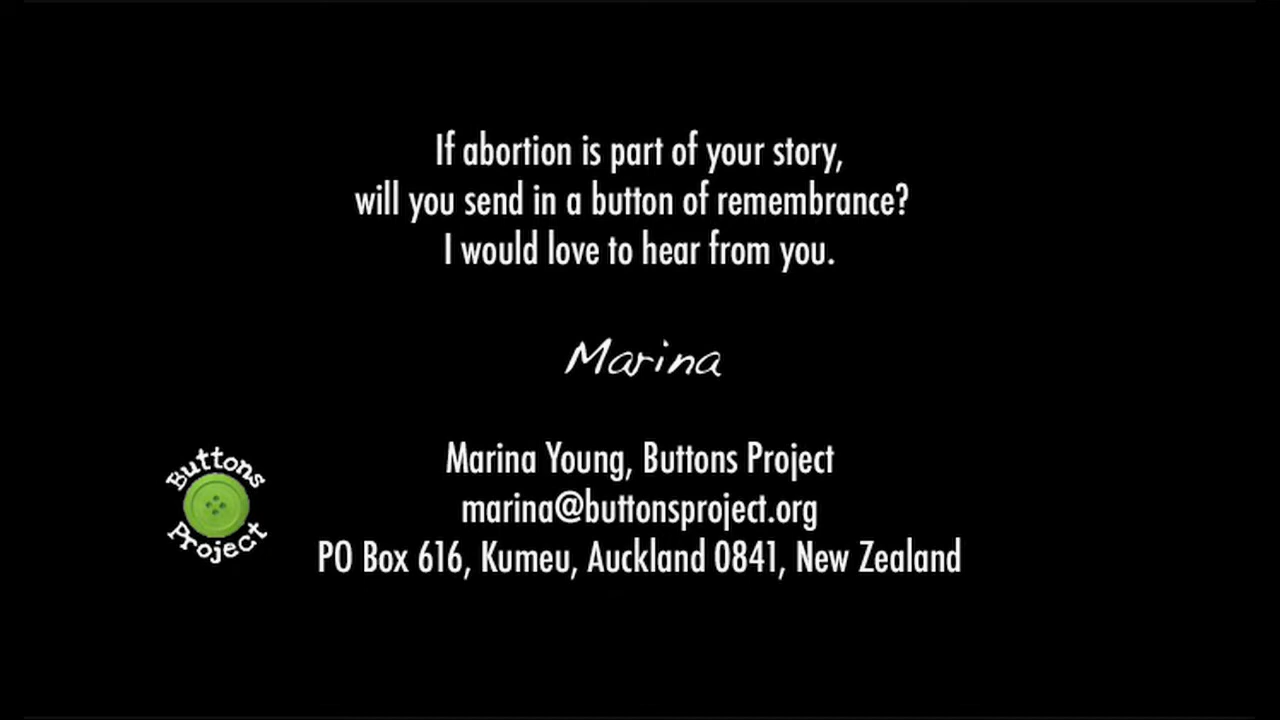 If abortion is part of your story,
will you send in a button of remembrance?
I would love to hear from you.
Marina
Buttons
Project
Marina Young, Buttons Project
marina@buttonsproject.org
PO Box 616, Kumeu, Auckland 0841, New Zealand